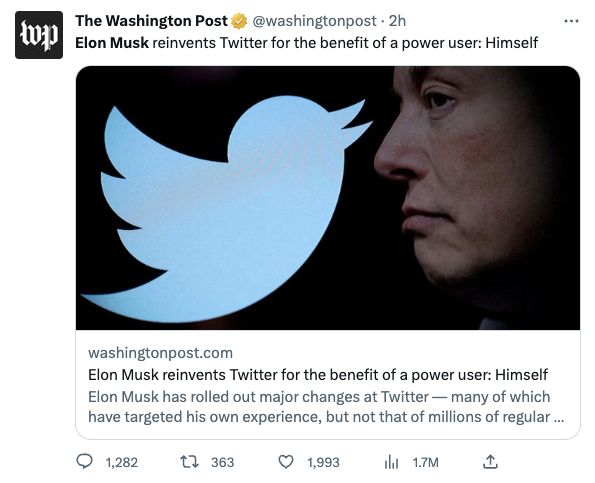 wp
The Washington Post @washingtonpost · 2h
Elon Musk reinvents Twitter for the benefit of a power user: Himself
washingtonpost.com
Elon Musk reinvents Twitter for the benefit of a power user: Himself
Elon Musk has rolled out major changes at Twitter — many of which
have targeted his own experience, but not that of millions of regular ...
1,282 363 1,993 1.7M